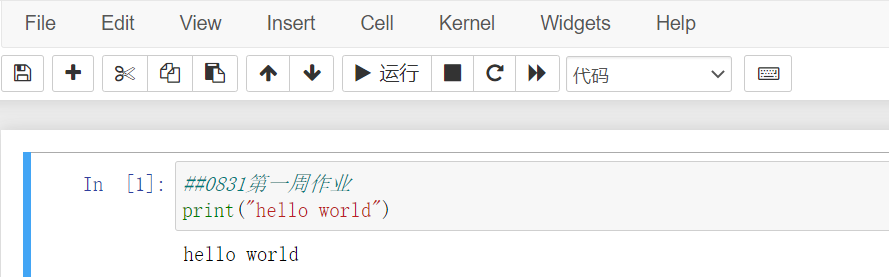 File Edit View Insert Cell Kernel Widgets Help
运行 代码
In [1]: ##0831第一周作业
print("hello world")
hello world